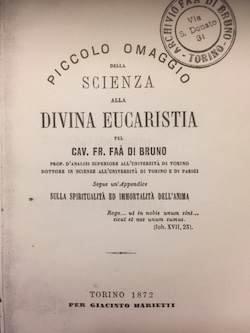 PICCOLO OMAGGIO
DELLA
SCIENZA
ALLA
DIVINA EUCARISTIA
PEL
CAV. FR. FAÀ DI BRUNO
PROF. D'ANALISI SUPERIORE ALL'UNIVERSITÀ DI TORINO
DOTTORE IN SCIENZE ALL'UNIVERSITÀ DI TORINO E DI PARIGI
Segue un'Appendice
SULLA SPIRITUALITÀ ED IMMORTALITÀ DELL'ANIMA
Rogo... ut in nobis unum sint...
sicut et nos unum sumus.
(Ioh. XVII, 23).
TORINO 1872
PER GIACINTO MARIETTI
ARCHIVIO FAÀ DI BRUNO
Via
S. Donato
31
- TORINO -